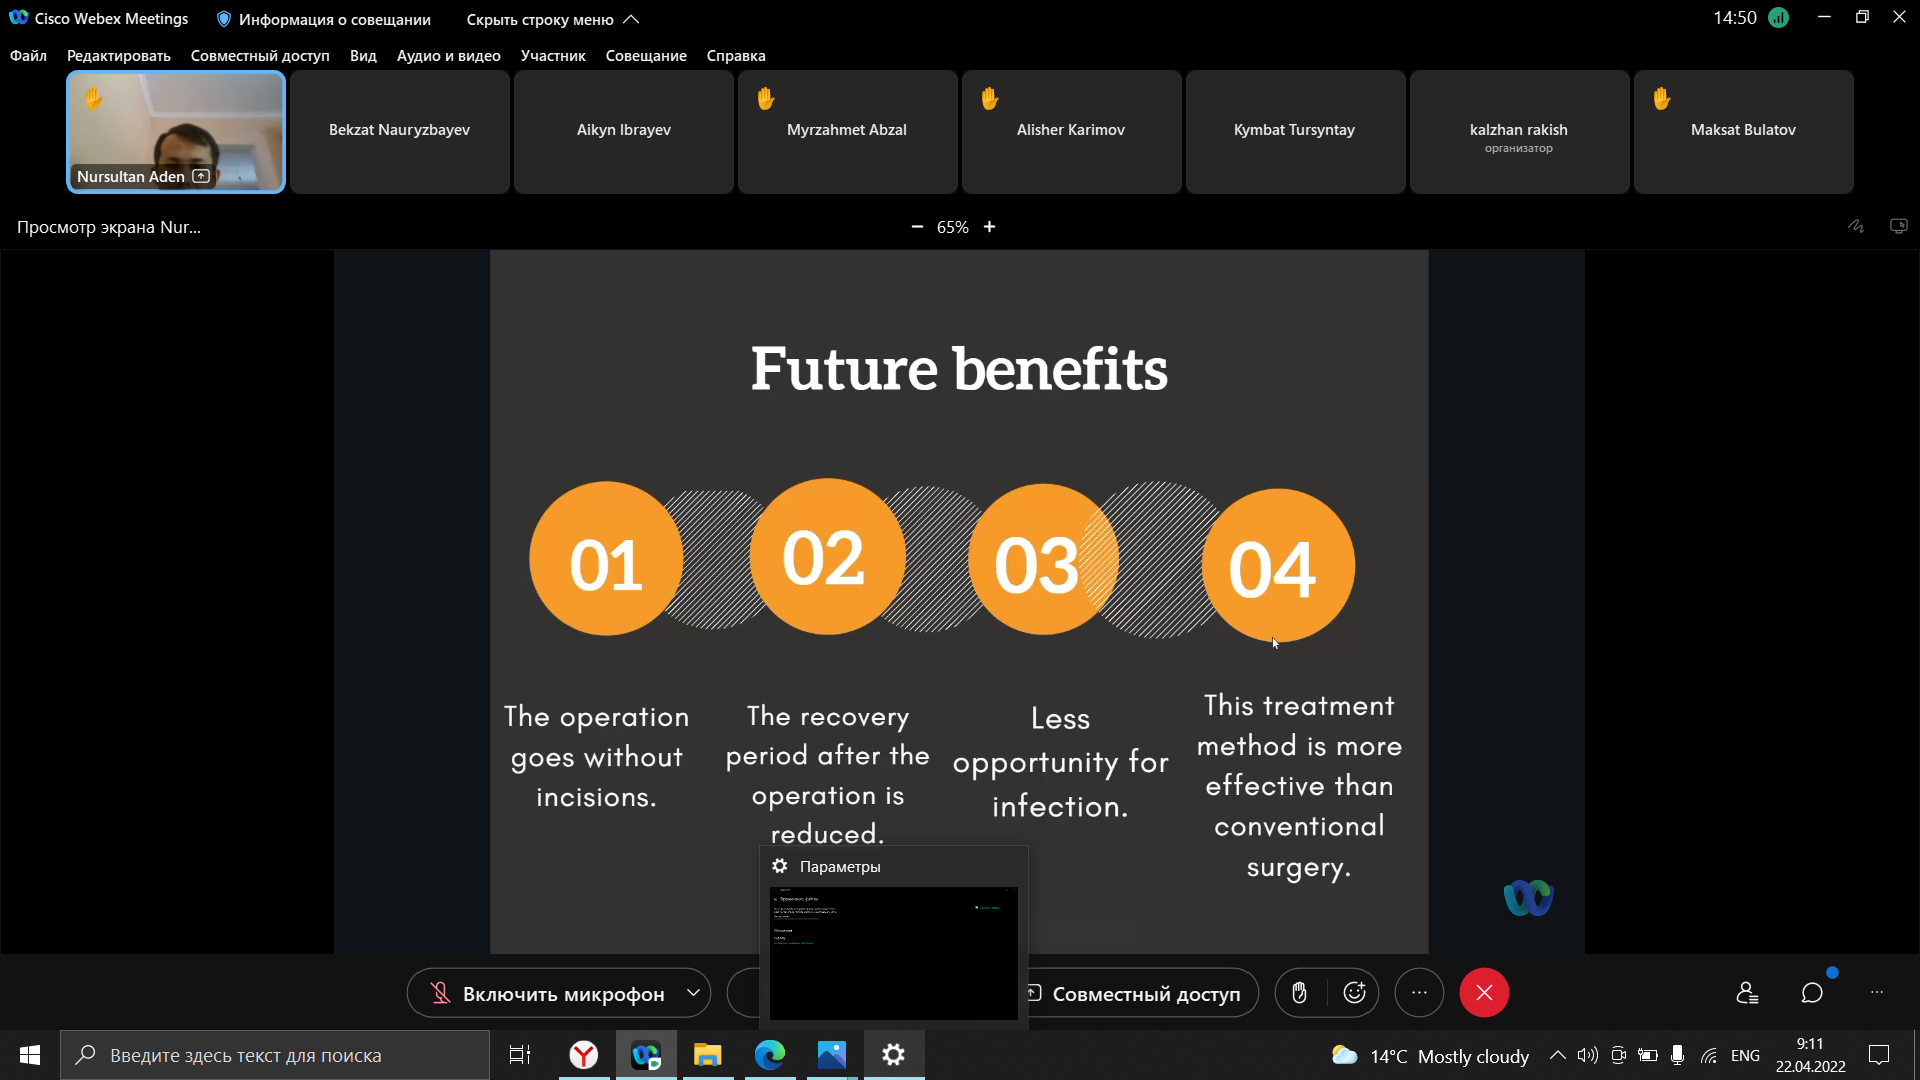 Cisco Webex Meetings
Информация о совещании
Скрыть строку меню
14:50
Файл Редактировать Совместный доступ Вид Аудио и видео Участник Совещание Справка
Nursultan Aden
Bekzat Nauryzbayev
Aikyn Ibrayev
Myrzahmet Abzal
Alisher Karimov
Kymbat Tursyntay
kalzhan rakish
организатор
Maksat Bulatov
Просмотр экрана Nur...
65%
Future benefits
01
02
03
04
The operation
goes without
incisions.
The recovery
period after the
operation is
reduced.
Less
opportunity for
infection.
This treatment
method is more
effective than
conventional
surgery.
Параметры
Включить микрофон
Совместный доступ
Введите здесь текст для поиска
14°C Mostly cloudy
ENG
9:11
22.04.2022